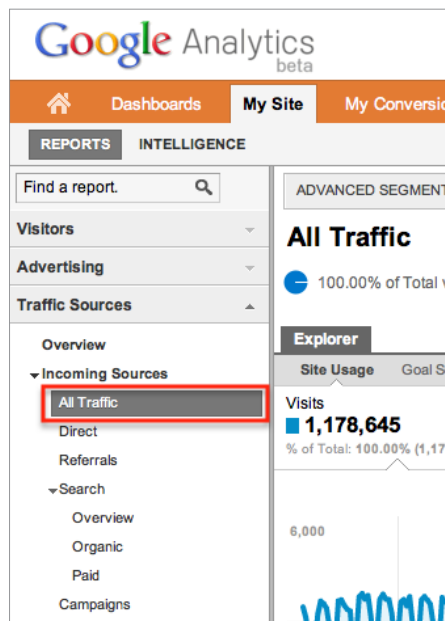 Google Analytics
beta
Dashboards My Site My Conversio
REPORTS INTELLIGENCE
Find a report.
ADVANCED SEGMENT
Visitors
All Traffic
Advertising
100.00% of Total v
Traffic Sources
Overview
Explorer
Incoming Sources
Site Usage Goal S
All Traffic
Visits
Direct
1,178,645
Referrals
% of Total: 100.00% (1,17
Search
Overview
6,000
Organic
Paid
Campaigns